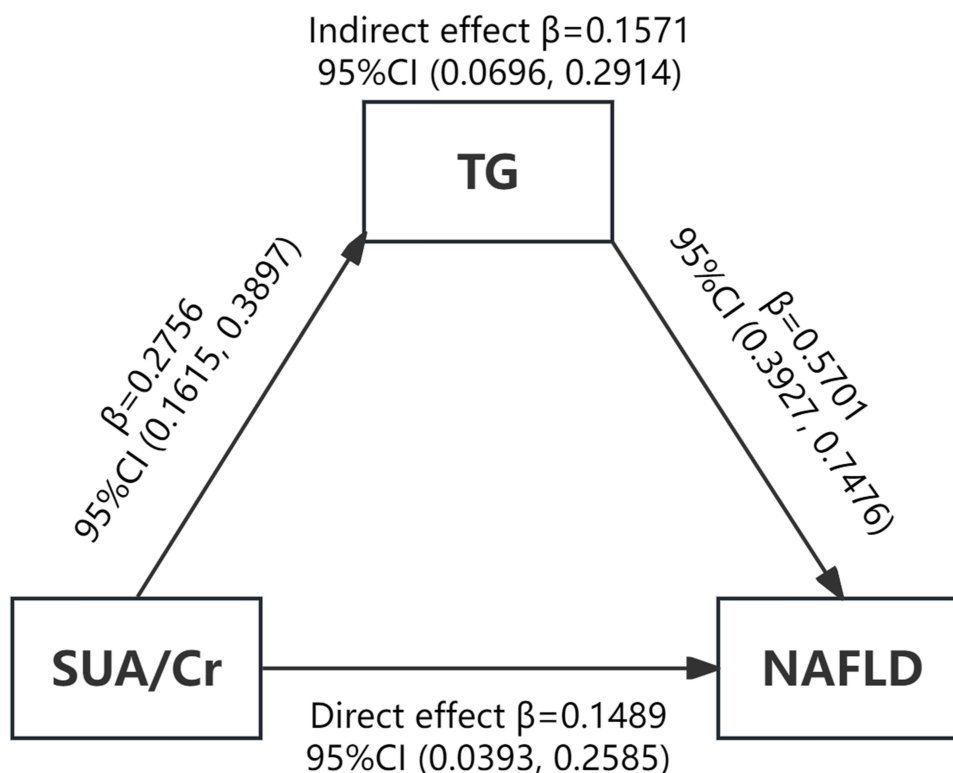 Indirect effect β=0.1571
95%CI (0.0696, 0.2914)
TG
β=0.2756
95%CI (0.1615, 0.3897)
β=0.5701
95%CI (0.3927, 0.7476)
SUA/Cr
NAFLD
Direct effect β=0.1489
95%CI (0.0393, 0.2585)